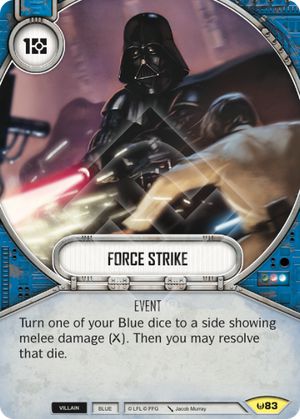 1
FORCE STRIKE
EVENT
Turn one of your Blue dice to a side showing
melee damage (). Then you may resolve
that die.
VILLAIN BLUE © LFL © FFG Jacob Murray 83